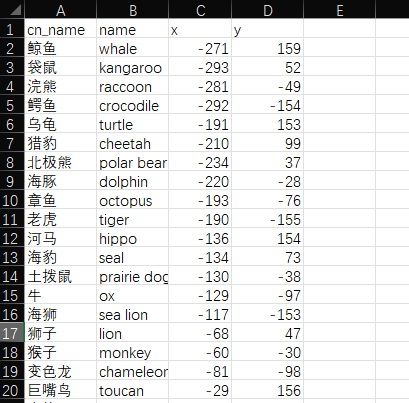 A B C D E
1 cn_name name x y
2 鲸鱼 whale -271 159
3 袋鼠 kangaroo -293 52
4 浣熊 raccoon -281 -49
5 鳄鱼 crocodile -292 -154
6 乌龟 turtle -191 153
7 猎豹 cheetah -210 99
8 北极熊 polar bear -234 37
9 海豚 dolphin -220 -28
10 章鱼 octopus -193 -76
11 老虎 tiger -190 -155
12 河马 hippo -136 154
13 海豹 seal -134 73
14 土拨鼠 prairie dog -130 -38
15 牛 ox -129 -97
16 海狮 sea lion -117 -153
17 狮子 lion -68 47
18 猴子 monkey -60 -30
19 变色龙 chameleon -81 -98
20 巨嘴鸟 toucan -29 156